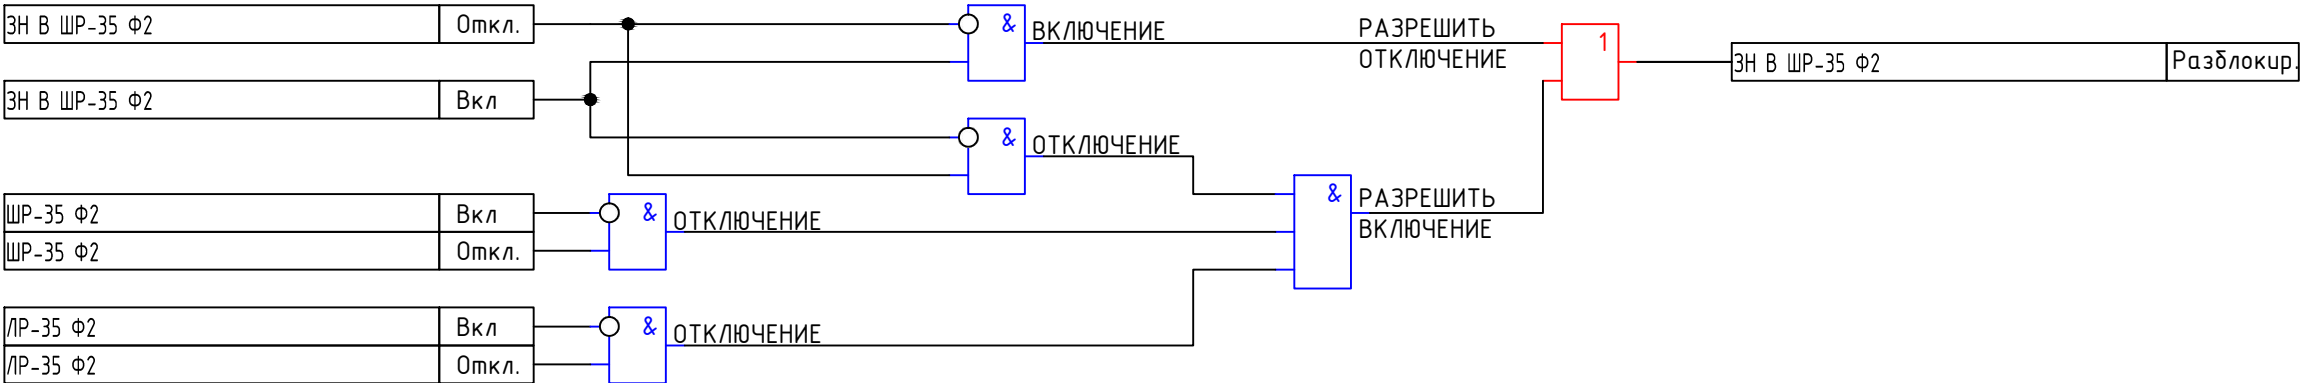 ЗН В ШР-35 Ф2 Откл.
& ВКЛЮЧЕНИЕ
РАЗРЕШИТЬ
ОТКЛЮЧЕНИЕ
1
ЗН В ШР-35 Ф2 Разблокир.
ЗН В ШР-35 Ф2 Вкл
& ОТКЛЮЧЕНИЕ
ШР-35 Ф2 Вкл
& ОТКЛЮЧЕНИЕ
ШР-35 Ф2 Откл.
&
РАЗРЕШИТЬ
ВКЛЮЧЕНИЕ
ЛР-35 Ф2 Вкл
& ОТКЛЮЧЕНИЕ
ЛР-35 Ф2 Откл.